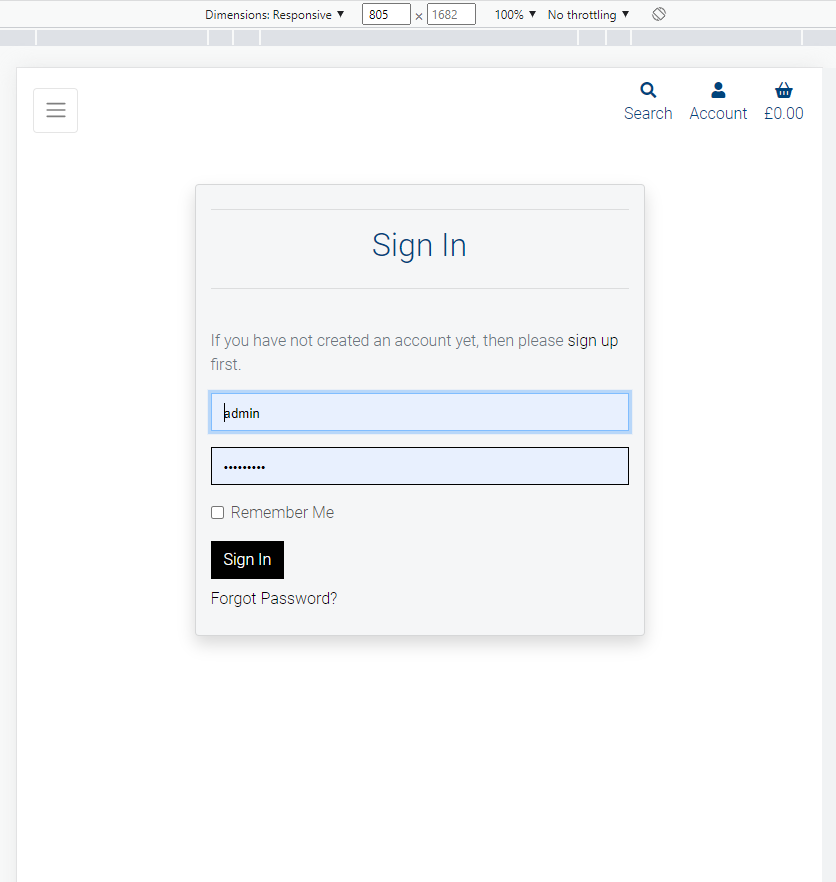 Dimensions: Responsive ▼ 805 × 1682 100% ▼ No throttling ▼
Search Account £0.00
Sign In
If you have not created an account yet, then please sign up
first.
admin
•••••••••
Remember Me
Sign In
Forgot Password?